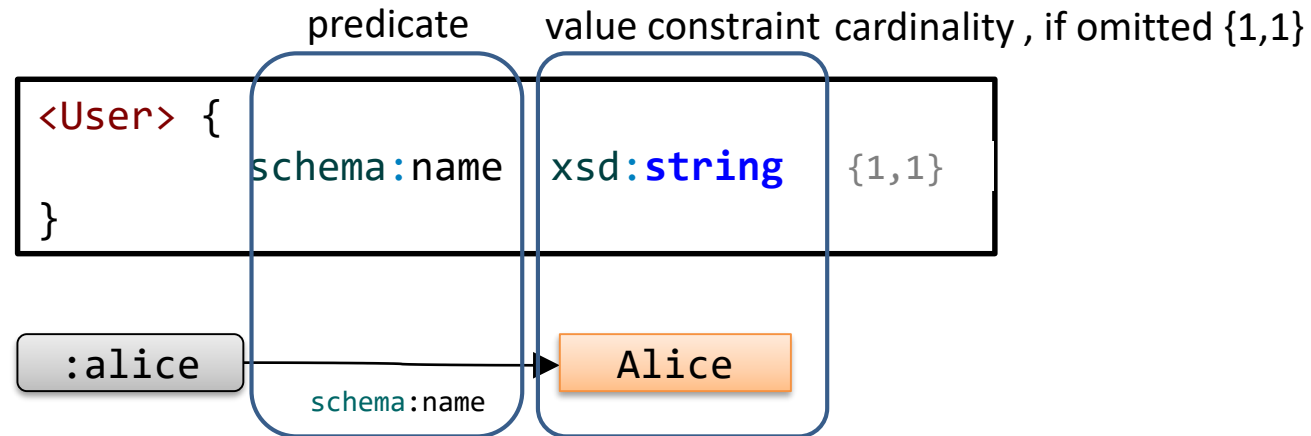 predicate value constraint cardinality , if omitted {1,1}
<User> {
schema:name xsd:string {1,1}
}
:alice Alice
schema:name